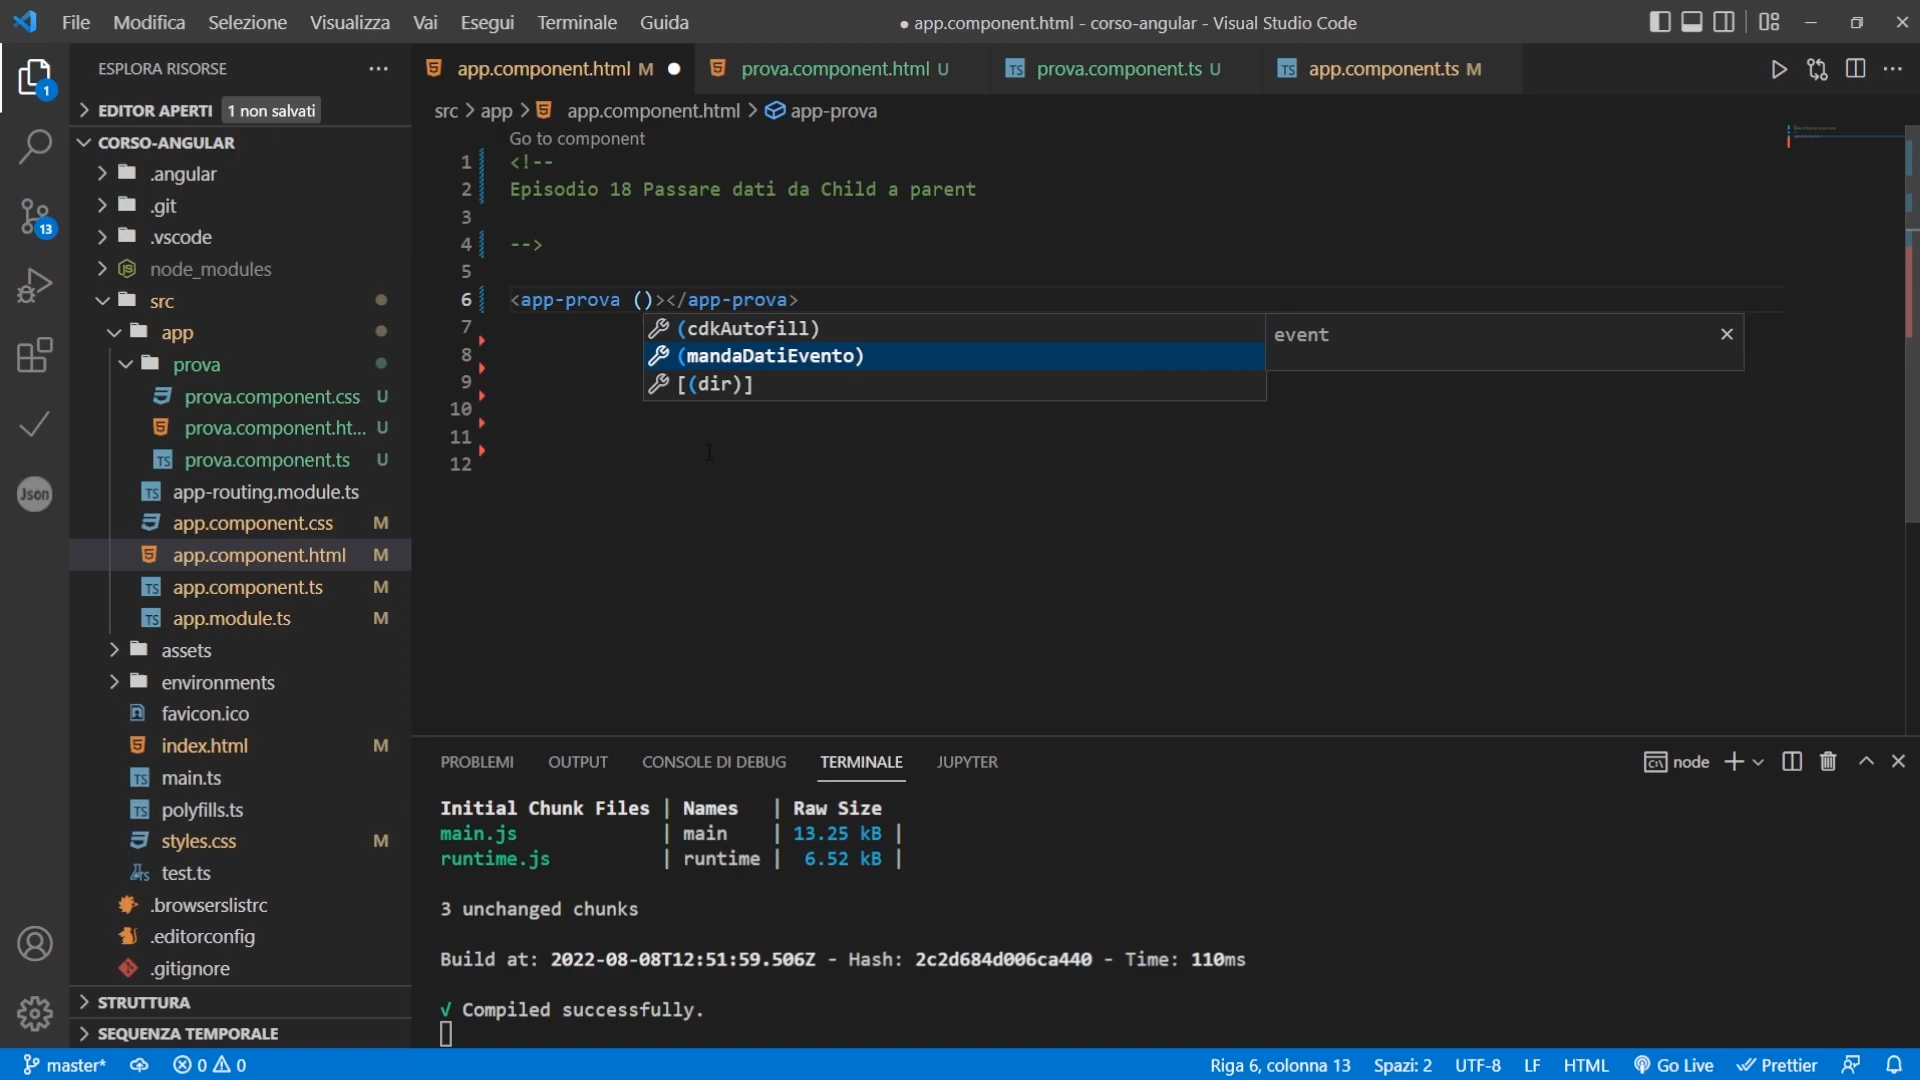 File Modifica Selezione Visualizza Vai Esegui Terminale Guida
● app.component.html - corso-angular - Visual Studio Code
ESPLORA RISORSE ···
1
13
Json
EDITOR APERTI 1 non salvati
CORSO-ANGULAR
.angular
.git
.vscode
node_modules
src
app
prova
prova.component.css U
prova.component.ht... U
prova.component.ts U
app-routing.module.ts
app.component.css M
app.component.html M
app.component.ts M
app.module.ts M
assets
environments
favicon.ico
index.html M
main.ts
polyfills.ts
styles.css M
test.ts
.browserslistrc
.editorconfig
.gitignore
STRUTTURA
SEQUENZA TEMPORALE
app.component.html M ● prova.component.html U prova.component.ts U app.component.ts M
src > app > app.component.html > app-prova
Go to component
1 <!--
2 Episodio 18 Passare dati da Child a parent
3
4 -->
5
6 <app-prova ()></app-prova>
7
8
9
10
11
12
(cdkAutofill)
(mandaDatiEvento)
[(dir)]
event
PROBLEMI OUTPUT CONSOLE DI DEBUG TERMINALE JUPYTER
node
Initial Chunk Files | Names | Raw Size
main.js | main | 13.25 kB |
runtime.js | runtime | 6.52 kB |
3 unchanged chunks
Build at: 2022-08-08T12:51:59.506Z - Hash: 2c2d684d006ca440 - Time: 110ms
√ Compiled successfully.
master* 0 0
Riga 6, colonna 13 Spazi: 2 UTF-8 LF HTML Go Live Prettier